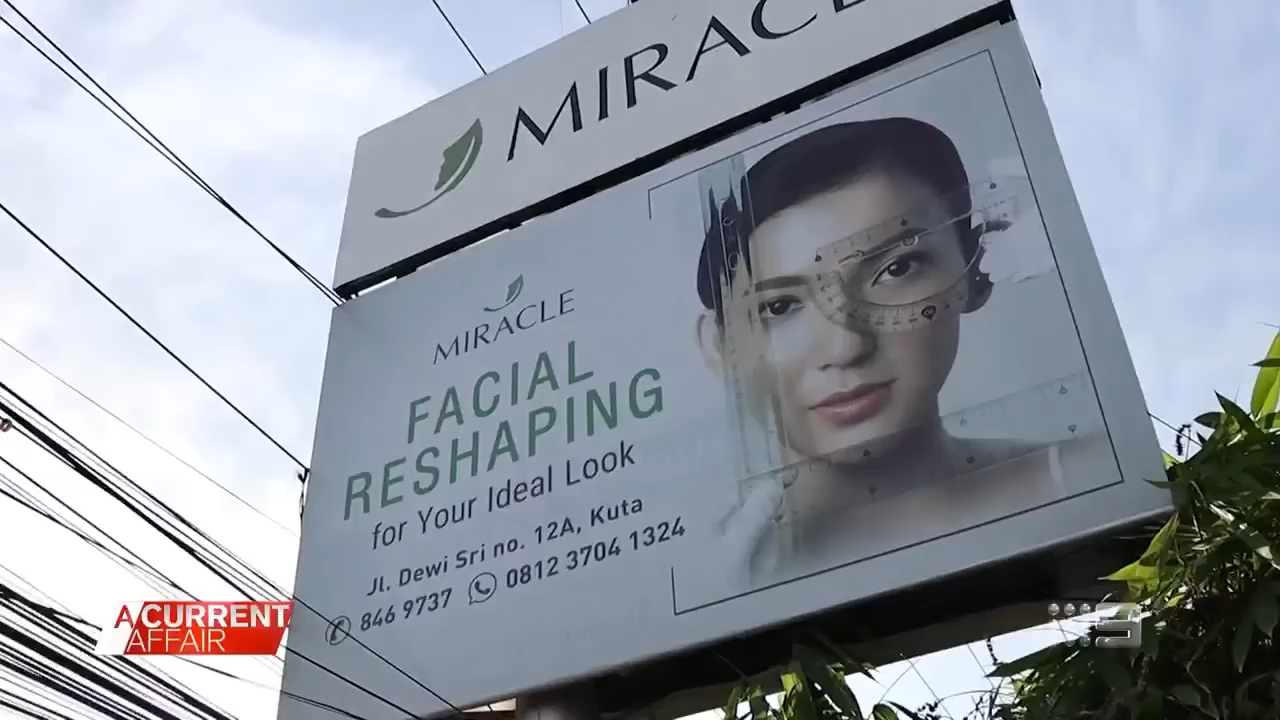 MIRACLE
MIRACLE
FACIAL
RESHAPING
for Your Ideal Look
Jl. Dewi Sri no. 12A, Kuta
846 9737 0812 3704 1324
A CURRENT
AFFAIR
9